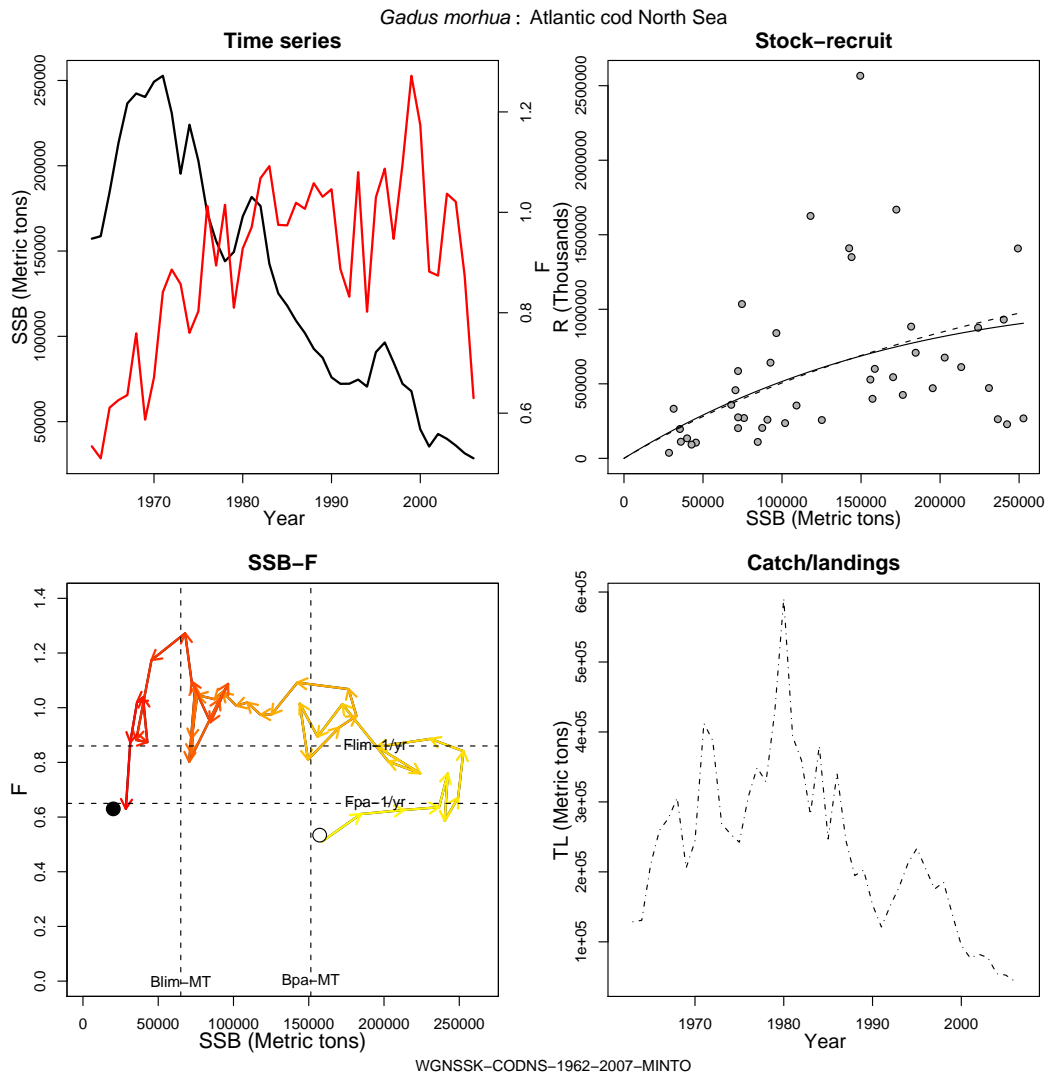 Gadus morhua : Atlantic cod North Sea
Time series
SSB (Metric tons)
50000 100000 150000 200000 250000
F
0.6 0.8 1.0 1.2
1970 1980 1990 2000
Year
Stock−recruit
R (Thousands)
0 500000 1000000 1500000 2000000 2500000
0 50000 100000 150000 200000 250000
SSB (Metric tons)
SSB−F
F
0.0 0.2 0.4 0.6 0.8 1.0 1.2 1.4
Flim−1/yr
Fpa−1/yr
Blim−MT
Bpa−MT
0 50000 100000 150000 200000 250000
SSB (Metric tons)
Catch/landings
TL (Metric tons)
1e+05 2e+05 3e+05 4e+05 5e+05 6e+05
1970 1980 1990 2000
Year
WGNSSK−CODNS−1962−2007−MINTO